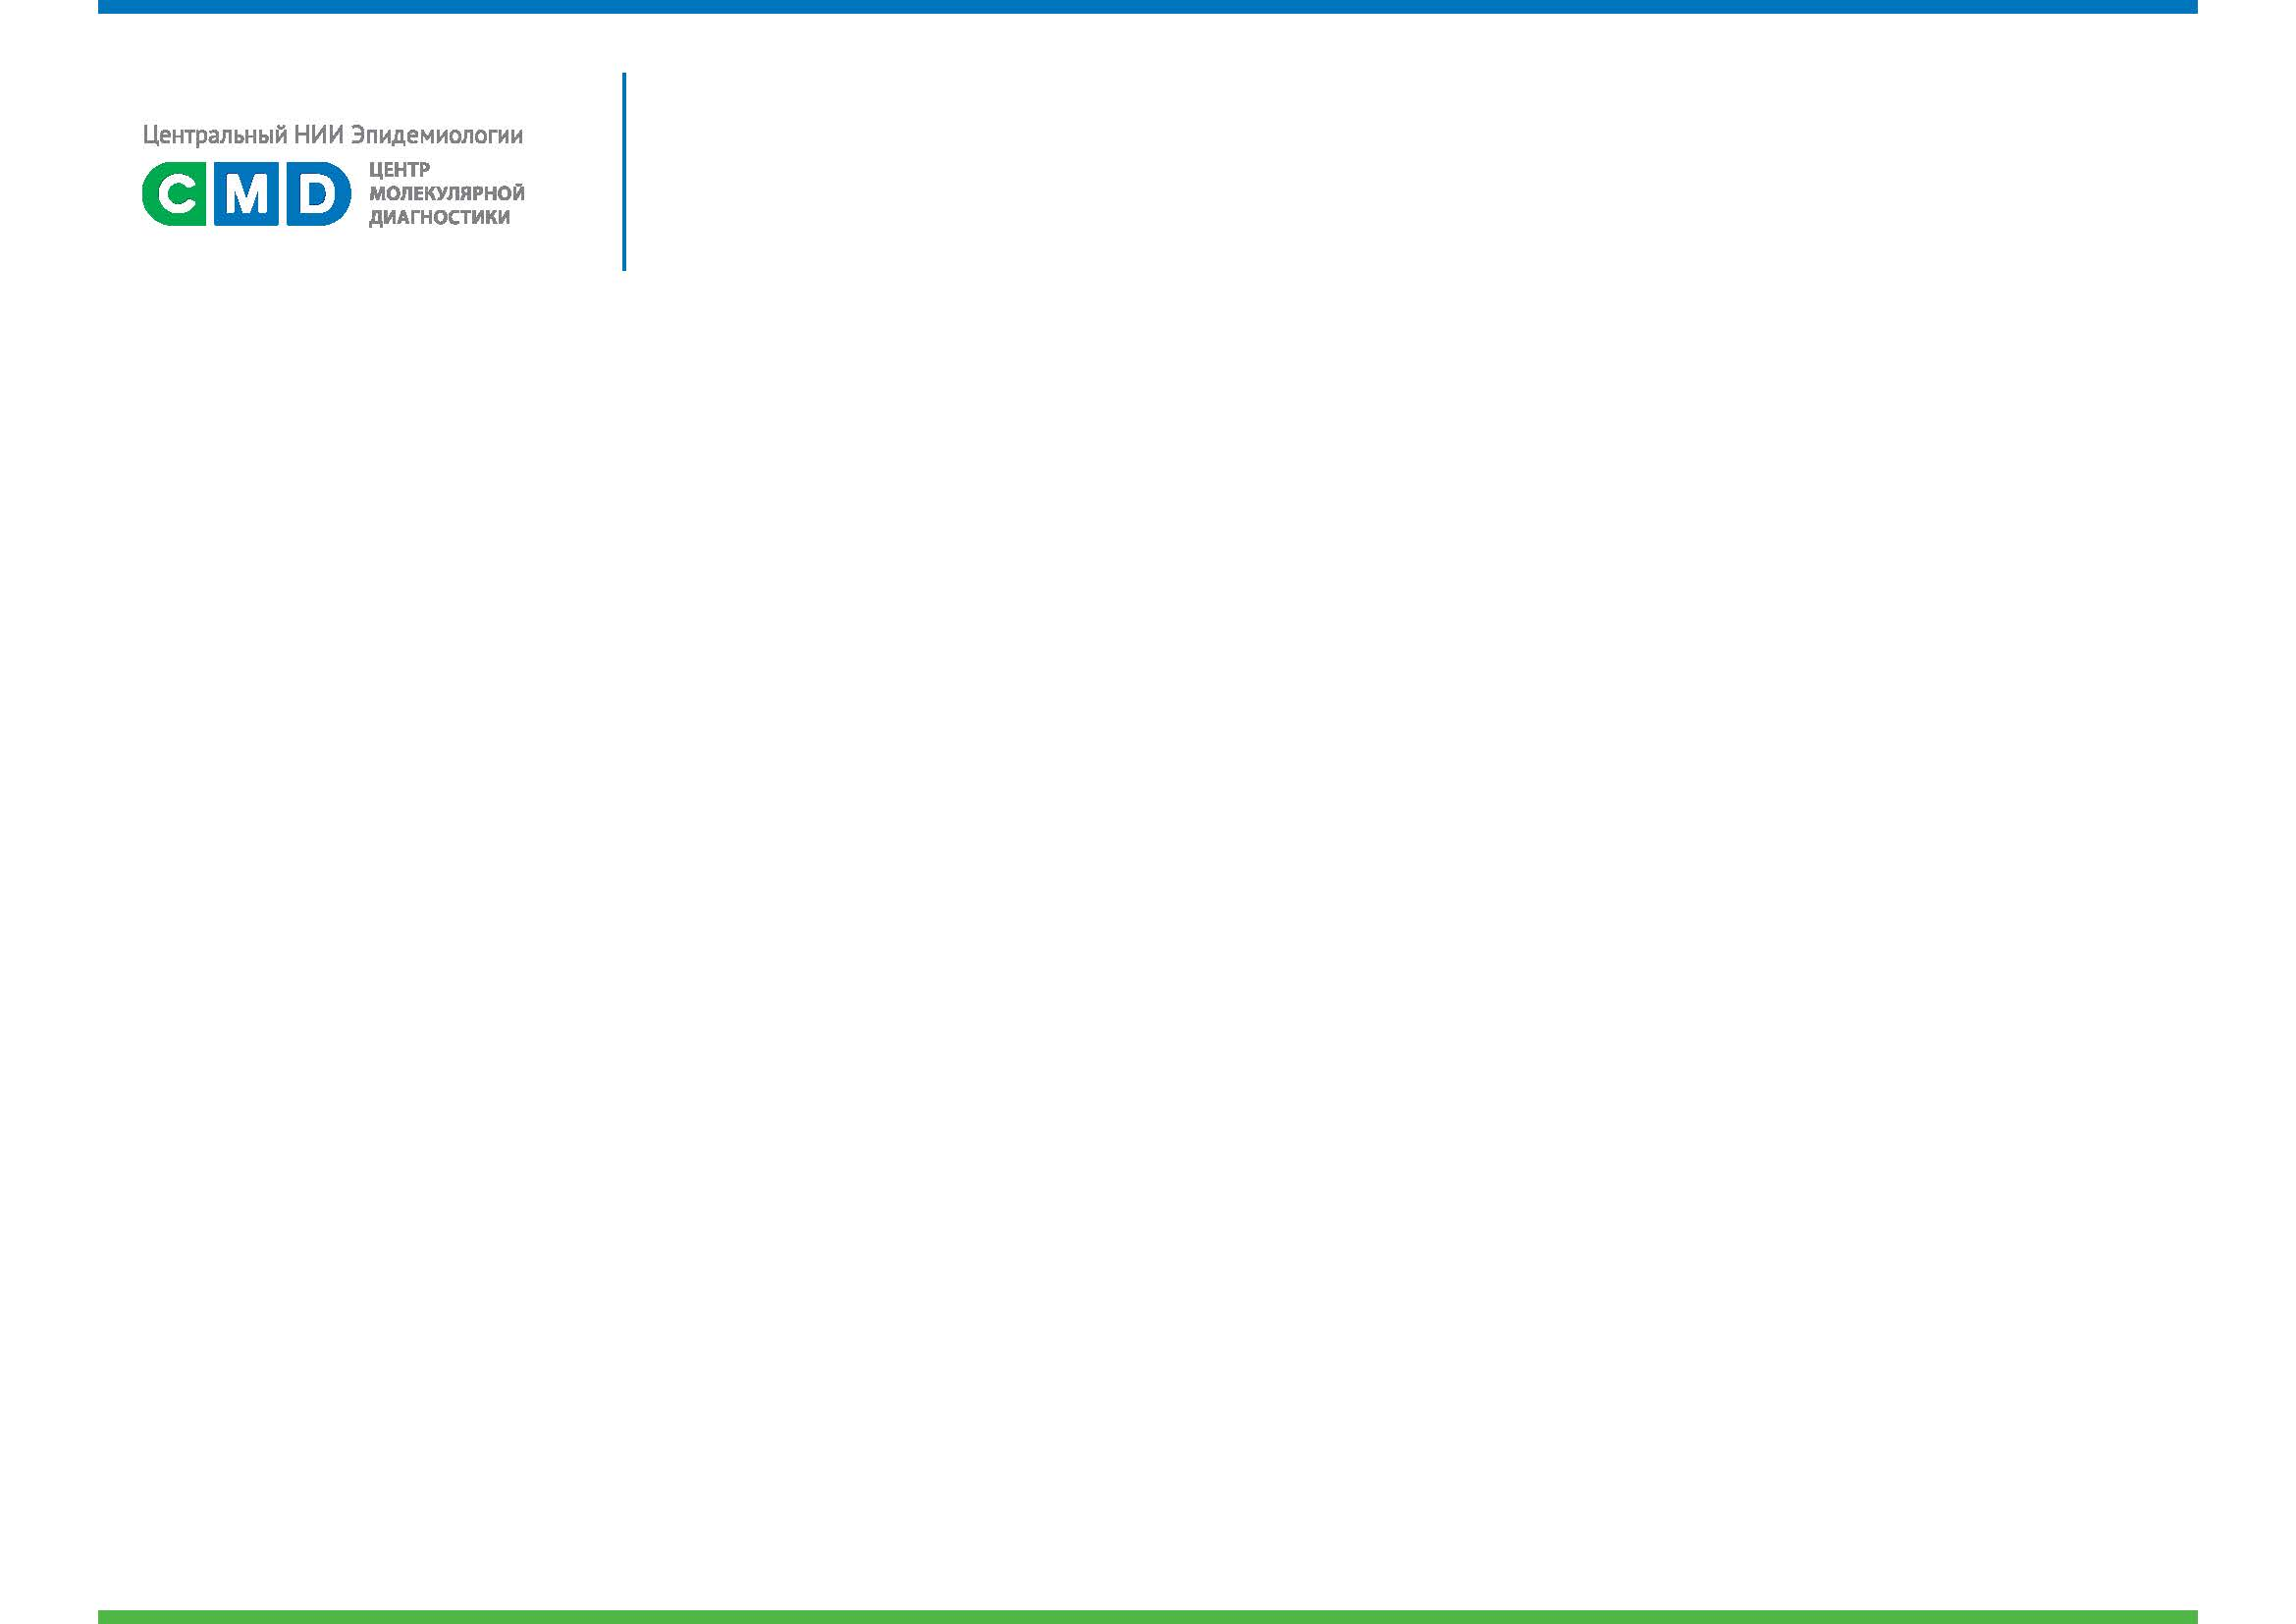 Центральный НИИ Эпидемиологии
CMD
ЦЕНТР
МОЛЕКУЛЯРНОЙ
ДИАГНОСТИКИ